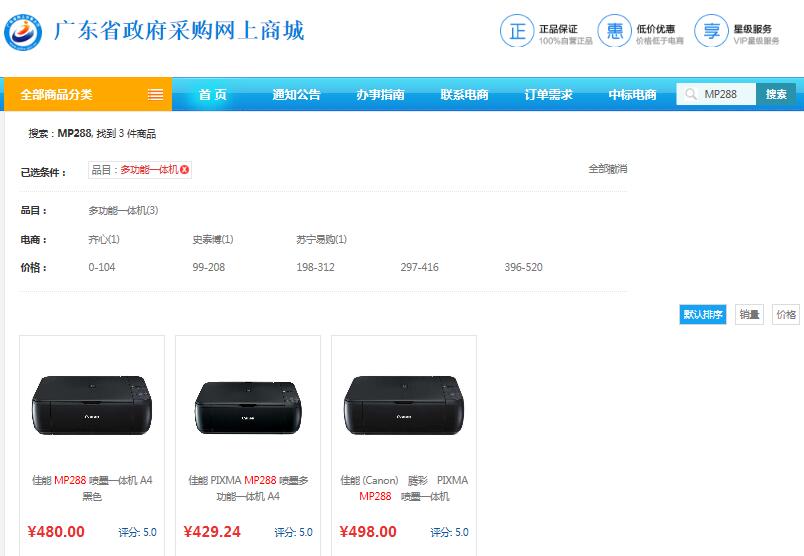 广东省政府采购网上商城
正 正品保证 100%自营正品
惠 低价优惠 价格低于电商
享 星级服务 VIP星级服务
全部商品分类 首 页 通知公告 办事指南 联系电商 订单需求 中标电商 MP288 搜索
搜索：MP288, 找到 3 件商品
已选条件： 品目：多功能一体机 全部撤消
品目： 多功能一体机(3)
电商： 齐心(1) 史泰博(1) 苏宁易购(1)
价格： 0-104 99-208 198-312 297-416 396-520
默认排序 销量 价格
Canon Canon Canon
佳能 MP288 喷墨一体机 A4
黑色
¥480.00 评分: 5.0
佳能 PIXMA MP288 喷墨多
功能一体机 A4
¥429.24 评分: 5.0
佳能 (Canon) 腾彩 PIXMA
MP288 喷墨一体机
¥498.00 评分: 5.0